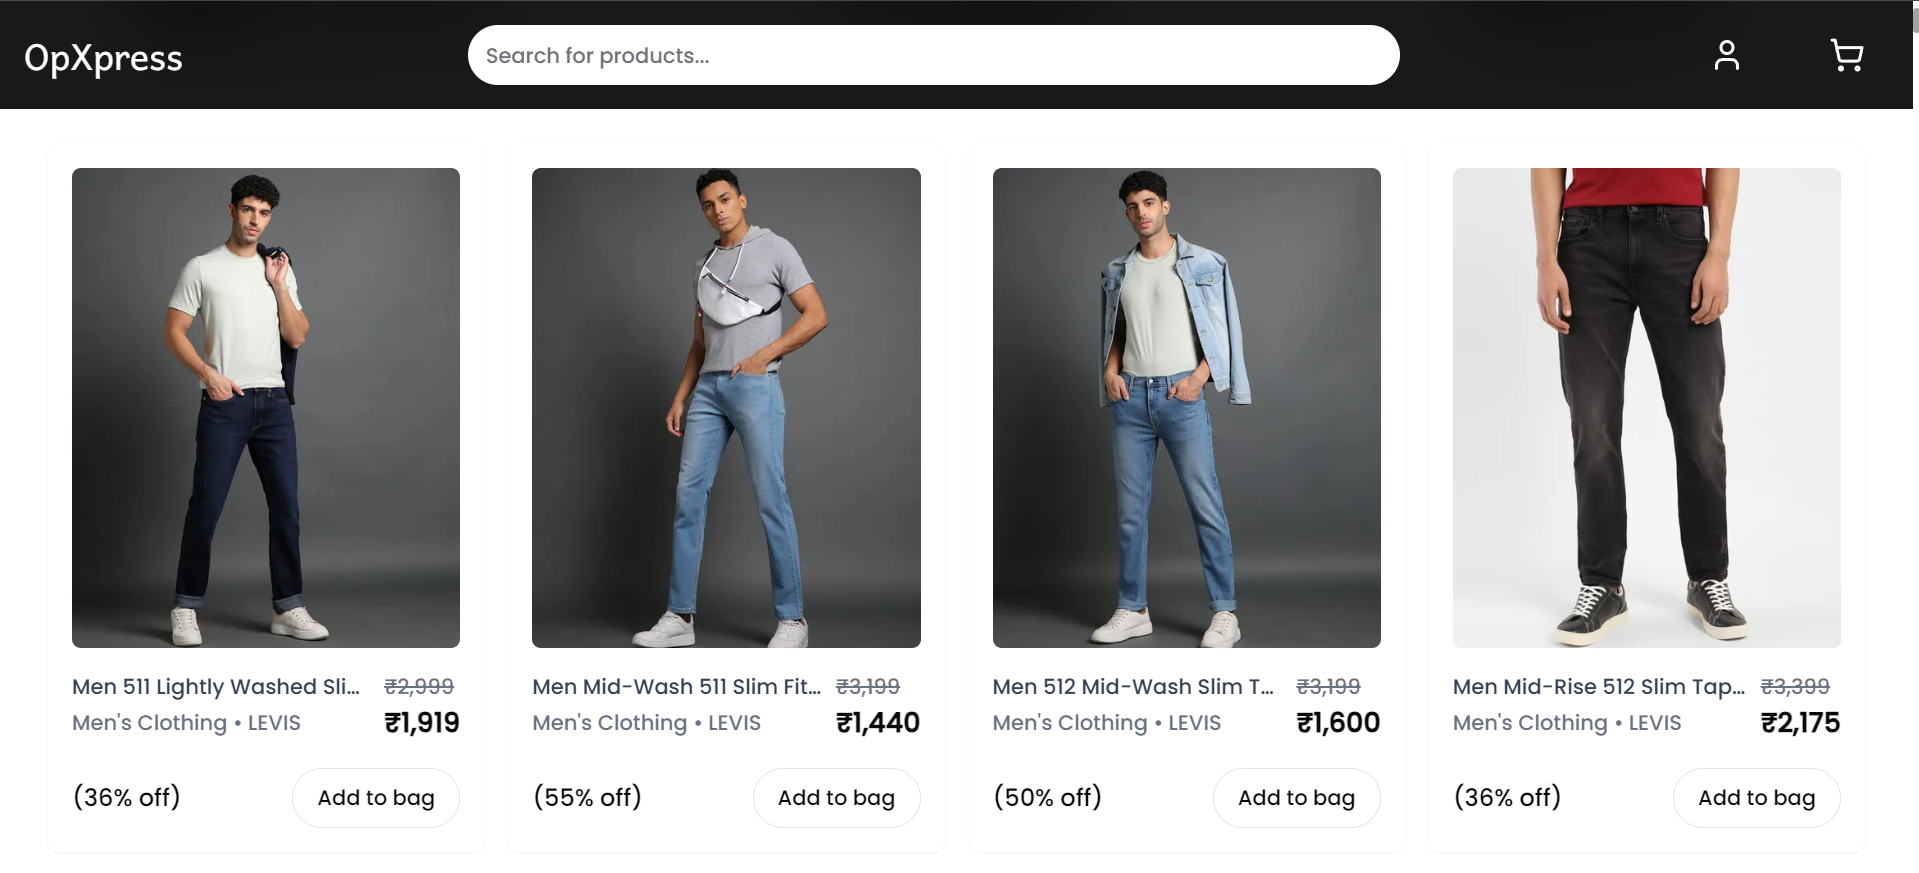 OpXpress
Search for products...
Men 511 Lightly Washed Sli... ₹2,999
Men's Clothing • LEVIS ₹1,919
(36% off) Add to bag
Men Mid-Wash 511 Slim Fit... ₹3,199
Men's Clothing • LEVIS ₹1,440
(55% off) Add to bag
Men 512 Mid-Wash Slim T... ₹3,199
Men's Clothing • LEVIS ₹1,600
(50% off) Add to bag
Men Mid-Rise 512 Slim Tap... ₹3,399
Men's Clothing • LEVIS ₹2,175
(36% off) Add to bag